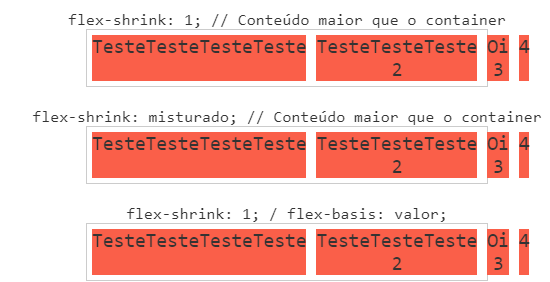 flex-shrink: 1; // Conteúdo maior que o container
TesteTesteTesteTeste TesteTesteTeste Oi 4
2 3
flex-shrink: misturado; // Conteúdo maior que o container
TesteTesteTesteTeste TesteTesteTeste Oi 4
2 3
flex-shrink: 1; / flex-basis: valor;
TesteTesteTesteTeste TesteTesteTeste Oi 4
2 3